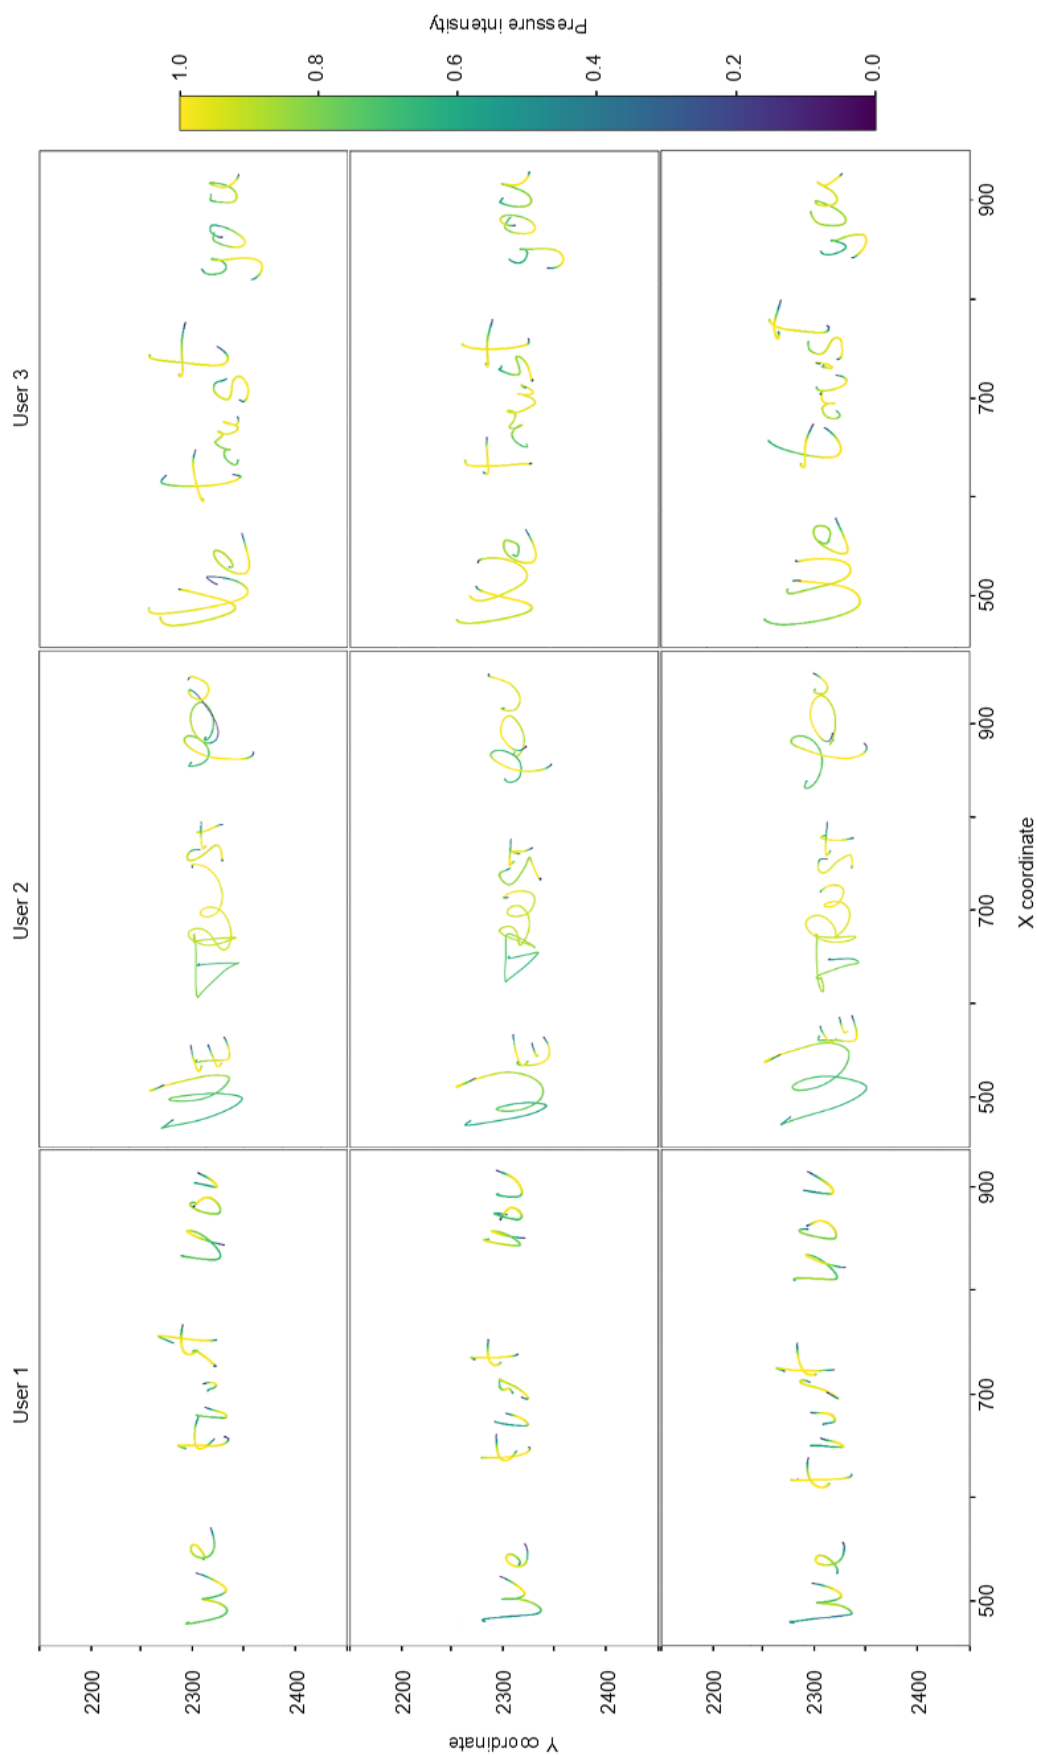 User 1 User 2 User 3
We trust you WE TRUST you We trust you
We trust you WE TRUST you We trust you
We trust you WE TRUST you We trust you
Y coordinate
2200
2300
2400
2200
2300
2400
2200
2300
2400
500 700 900 500 700 900 500 700 900
X coordinate
Pressure intensity
1.0
0.8
0.6
0.4
0.2
0.0